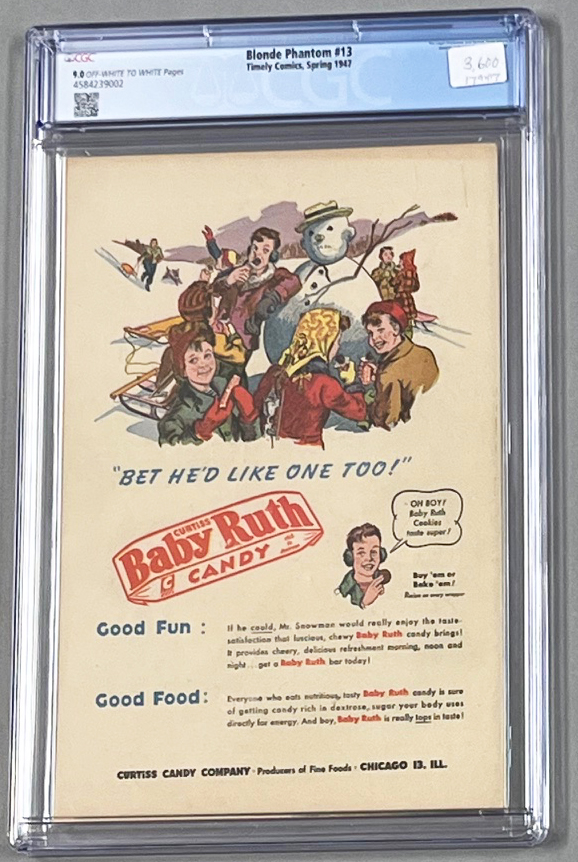 CGC
Blonde Phantom #13
Timely Comics, Spring 1947
9.0 OFF-WHITE TO WHITE Pages
4584239002
3,600
"BET HE'D LIKE ONE TOO!"
CURTISS
Baby Ruth
CANDY
OH BOY!
Baby Ruth
Cookies
taste super!
Buy 'em or
Bake 'em!
Recipe on every wrapper
Good Fun :
If he could, Mr. Snowman would really enjoy the taste-
satisfaction that luscious, chewy Baby Ruth candy brings!
It provides cheery, delicious refreshment morning, noon and
night...get a Baby Ruth bar today!
Good Food :
Everyone who eats nutritious, tasty Baby Ruth candy is sure
of getting candy rich in dextrose, sugar your body uses
directly for energy. And boy, Baby Ruth is really tops in taste!
CURTISS CANDY COMPANY · Producers of Fine Foods · CHICAGO 13, ILL.